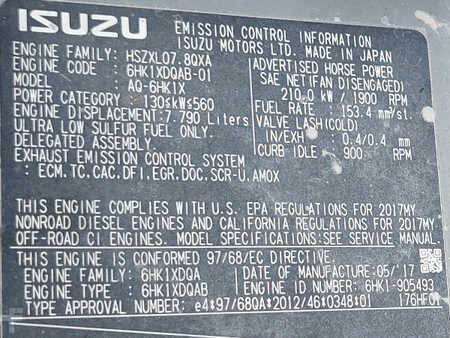 ISUZU EMISSION CONTROL INFORMATION
ISUZU MOTORS LTD. MADE IN JAPAN
ENGINE FAMILY: HSZXL07.8QXA
ENGINE CODE : 6HK1XDQAB-01
MODEL : AQ-6HK1X
POWER CATEGORY : 130≤kW≤560
ENGINE DISPLACEMENT: 7.790 Liters
ULTRA LOW SULFUR FUEL ONLY.
DELEGATED ASSEMBLY.
EXHAUST EMISSION CONTROL SYSTEM
: ECM.TC.CAC.DFI.EGR.DOC.SCR-U.AMOX
ADVERTISED HORSE POWER
SAE NET(FAN DISENGAGED)
210.0 kW / 1900 RPM
FUEL RATE : 153.4 mm³/st.
VALVE LASH(COLD)
IN/EXH : 0.4/0.4 mm
CURB IDLE : 900 RPM
THIS ENGINE COMPLIES WITH U.S. EPA REGULATIONS FOR 2017MY
NONROAD DIESEL ENGINES AND CALIFORNIA REGULATIONS FOR 2017MY
OFF-ROAD CI ENGINES. MODEL SPECIFICATIONS:SEE SERVICE MANUAL.
THIS ENGINE IS CONFORMED 97/68/EC DIRECTIVE.
ENGINE FAMILY : 6HK1XDQA DATE OF MANUFACTURE: 05/'17
ENGINE TYPE : 6HK1XDQAB ENGINE NUMBER: 6HK1-905493
TYPE APPROVAL NUMBER: e4*97/68QA*2012/46*0348*01 176HF01